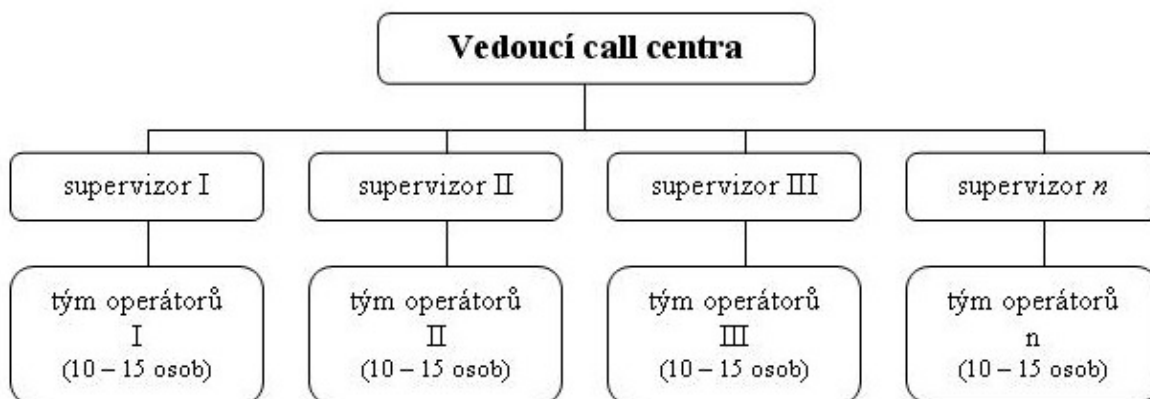 Vedoucí call centra
supervizor I
supervizor II
supervizor III
supervizor n
tým operátorů
I
(10 – 15 osob)
tým operátorů
II
(10 – 15 osob)
tým operátorů
III
(10 – 15 osob)
tým operátorů
n
(10 – 15 osob)